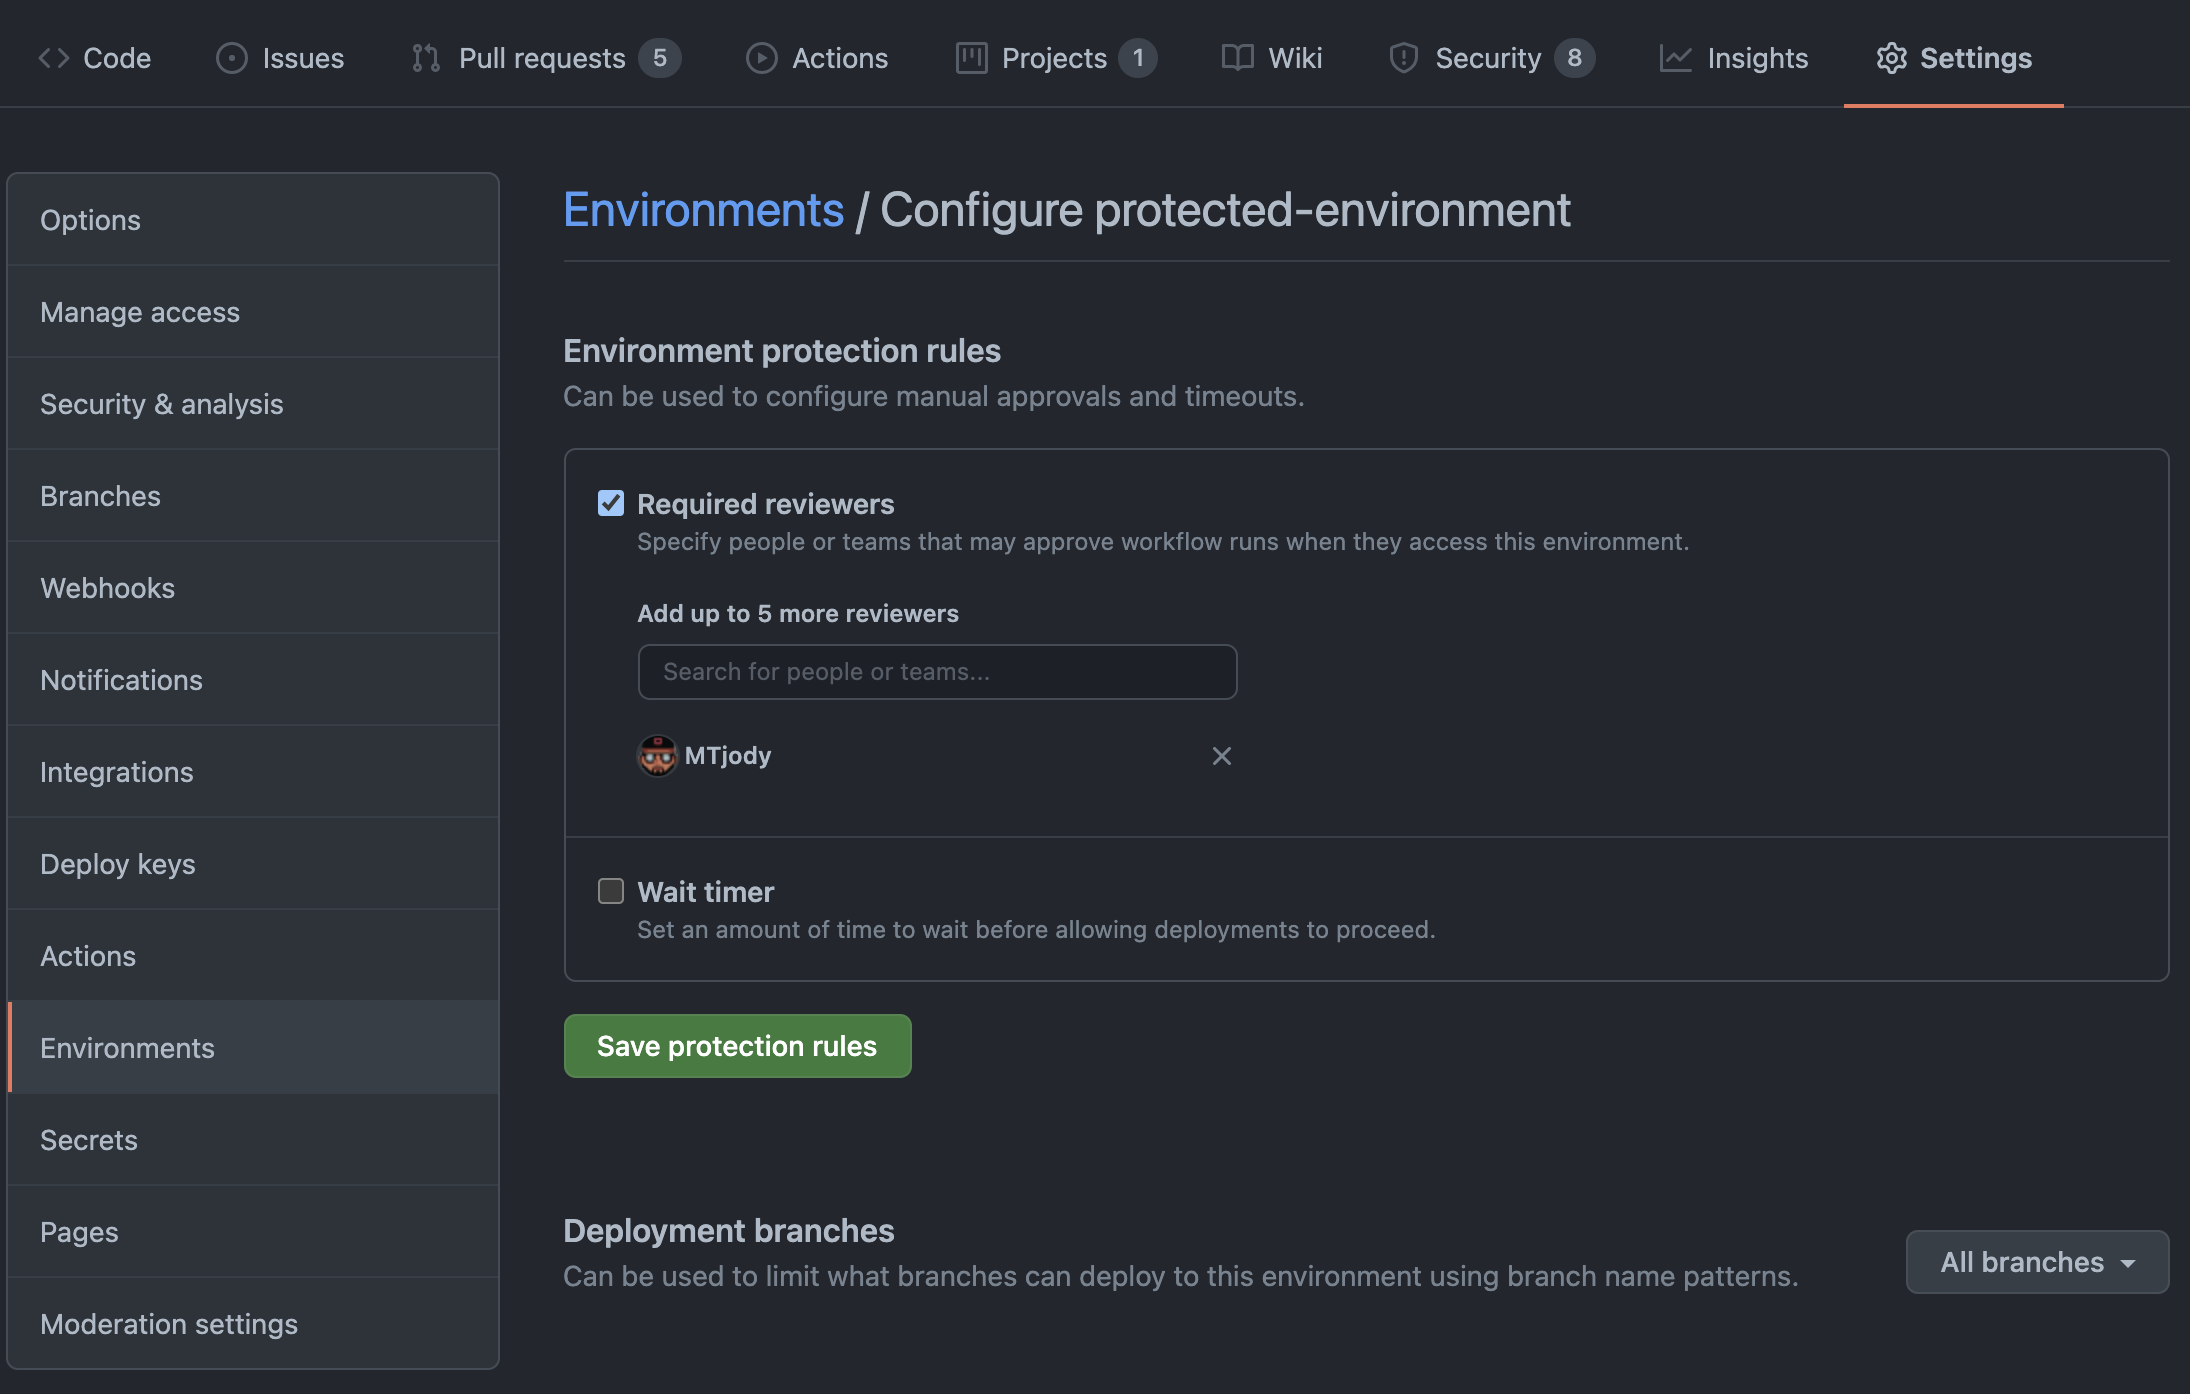 Code Issues Pull requests 5 Actions Projects 1 Wiki Security 8 Insights Settings
Options
Manage access
Security & analysis
Branches
Webhooks
Notifications
Integrations
Deploy keys
Actions
Environments
Secrets
Pages
Moderation settings
Environments / Configure protected-environment
Environment protection rules
Can be used to configure manual approvals and timeouts.
Required reviewers
Specify people or teams that may approve workflow runs when they access this environment.
Add up to 5 more reviewers
Search for people or teams...
MTjody
Wait timer
Set an amount of time to wait before allowing deployments to proceed.
Save protection rules
Deployment branches
Can be used to limit what branches can deploy to this environment using branch name patterns.
All branches